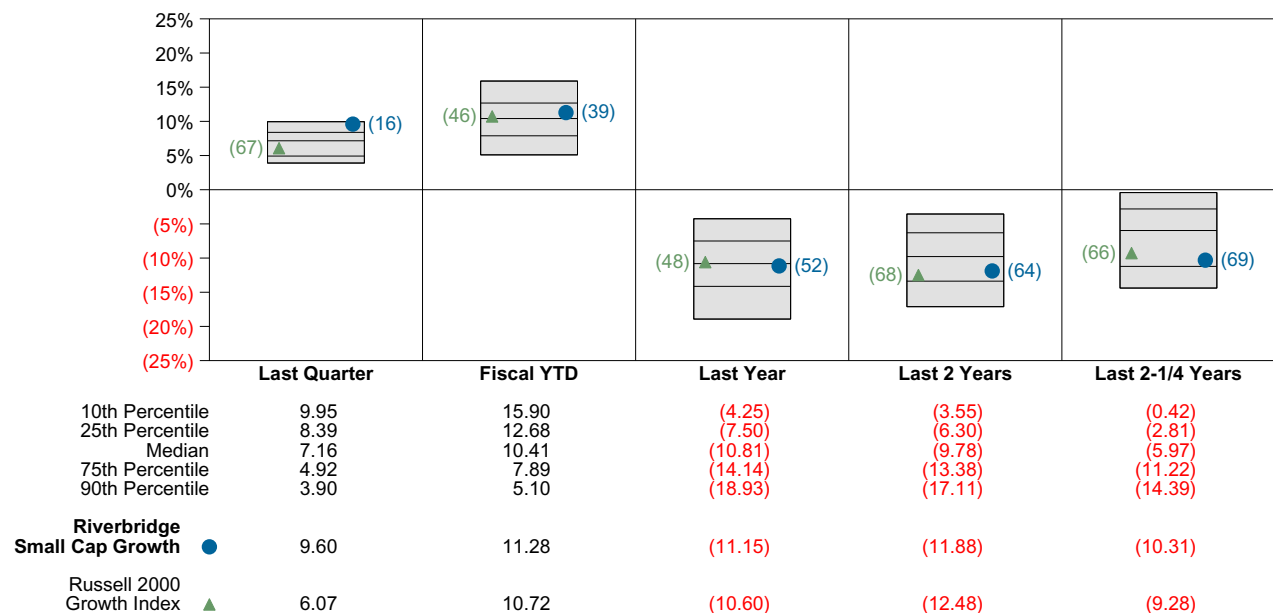 25%
20%
15%
10%
5%
0%
(5%)
(10%)
(15%)
(20%)
(25%)
(67) (16)
(46) (39)
(48) (52)
(68) (64)
(66) (69)
Last Quarter Fiscal YTD Last Year Last 2 Years Last 2-1/4 Years
10th Percentile 9.95 15.90 (4.25) (3.55) (0.42)
25th Percentile 8.39 12.68 (7.50) (6.30) (2.81)
Median 7.16 10.41 (10.81) (9.78) (5.97)
75th Percentile 4.92 7.89 (14.14) (13.38) (11.22)
90th Percentile 3.90 5.10 (18.93) (17.11) (14.39)
Riverbridge
Small Cap Growth 9.60 11.28 (11.15) (11.88) (10.31)
Russell 2000
Growth Index 6.07 10.72 (10.60) (12.48) (9.28)